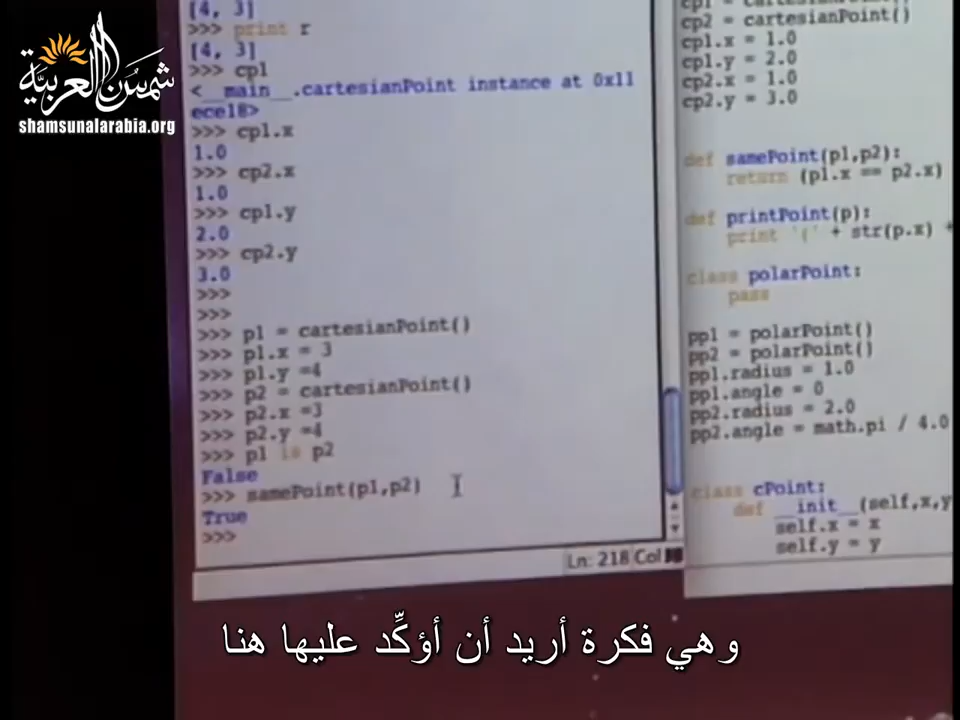 شمس العربية
shamsunalarabia.org
[4, 3]
>>> print r
[4, 3]
>>> cp1
<__main__.cartesianPoint instance at 0x11
ece18>
>>> cp1.x
1.0
>>> cp2.x
1.0
>>> cp1.y
2.0
>>> cp2.y
3.0
>>>
>>>
>>> p1 = cartesianPoint()
>>> p1.x = 3
>>> p1.y =4
>>> p2 = cartesianPoint()
>>> p2.x =3
>>> p2.y =4
>>> p1 is p2
False
>>> samePoint(p1,p2)
True
>>>
Ln: 218 Col
cp2 = cartesianPoint()
cp1.x = 1.0
cp1.y = 2.0
cp2.x = 1.0
cp2.y = 3.0
def samePoint(p1,p2):
return (p1.x == p2.x)
def printPoint(p):
print '(' + str(p.x) +
class polarPoint:
pass
pp1 = polarPoint()
pp2 = polarPoint()
pp1.radius = 1.0
pp1.angle = 0
pp2.radius = 2.0
pp2.angle = math.pi / 4.0
class cPoint:
def __init__(self,x,y
self.x = x
self.y = y
وهي فكرة أريد أن أؤكِّد عليها هنا